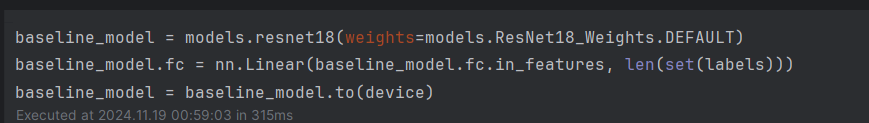 baseline_model = models.resnet18(weights=models.ResNet18_Weights.DEFAULT)
baseline_model.fc = nn.Linear(baseline_model.fc.in_features, len(set(labels)))
baseline_model = baseline_model.to(device)
Executed at 2024.11.19 00:59:03 in 315ms